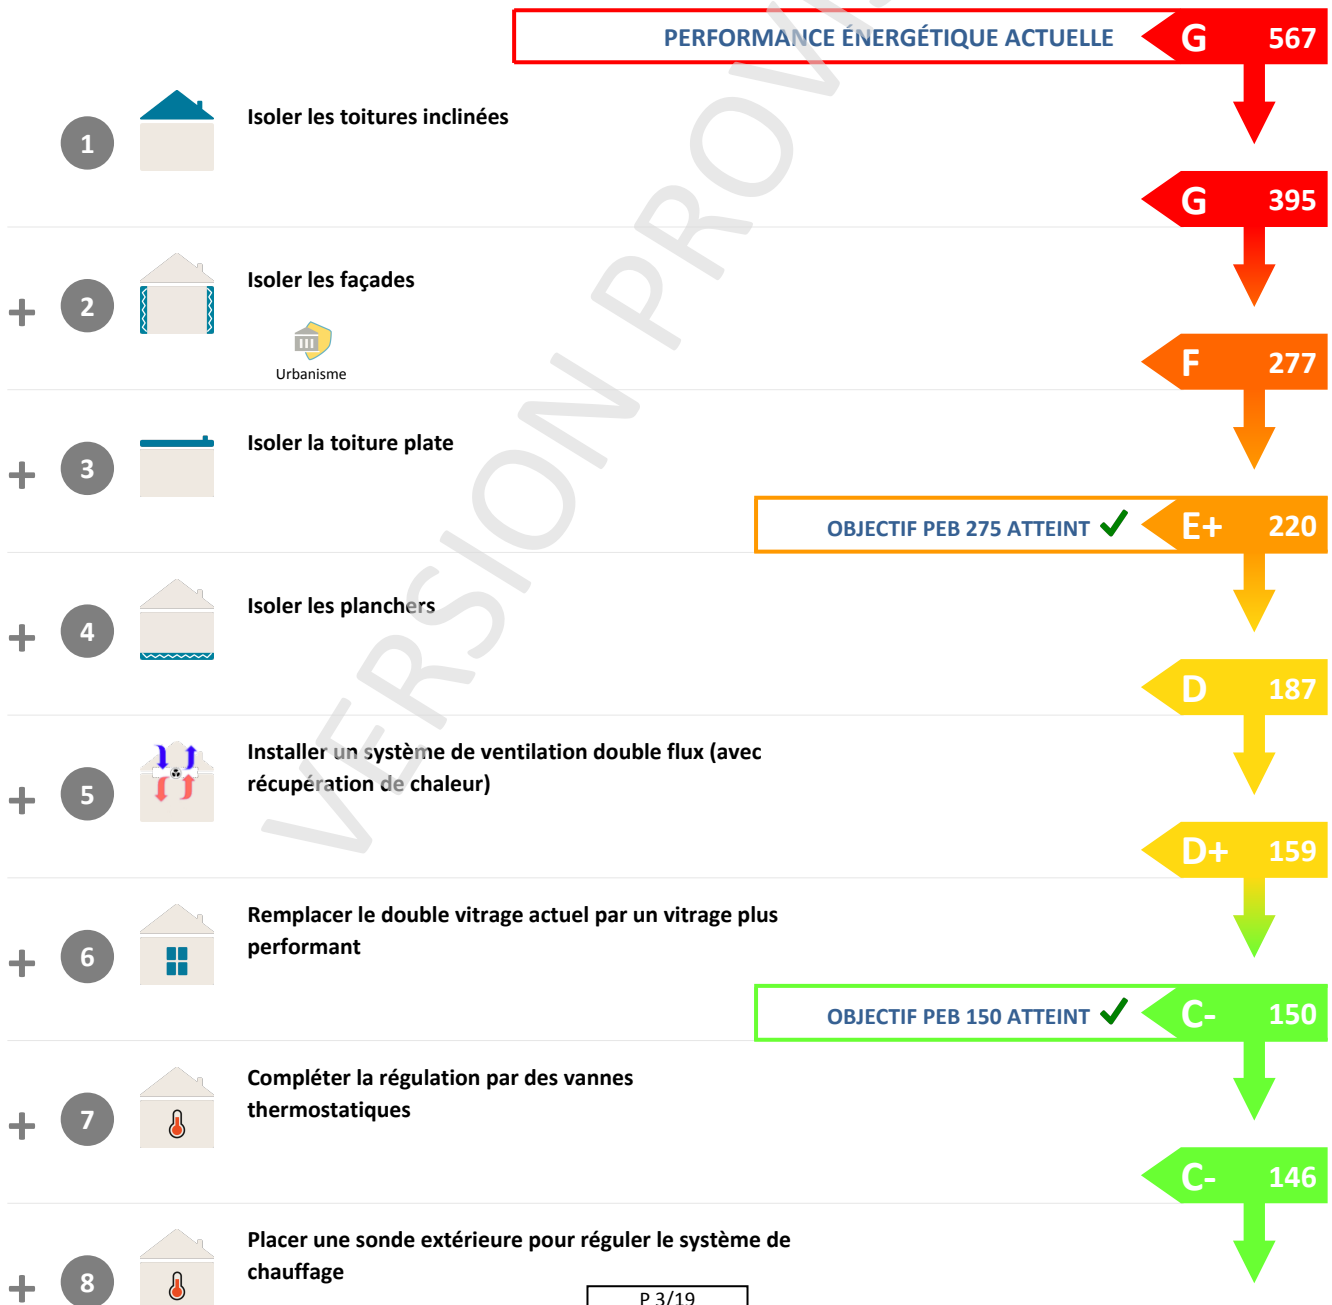 PERFORMANCE ÉNERGÉTIQUE ACTUELLE G 567
1 Isoler les toitures inclinées
G 395
+ 2 Isoler les façades
Urbanisme
F 277
+ 3 Isoler la toiture plate
OBJECTIF PEB 275 ATTEINT E+ 220
+ 4 Isoler les planchers
D 187
+ 5 Installer un système de ventilation double flux (avec
récupération de chaleur)
D+ 159
+ 6 Remplacer le double vitrage actuel par un vitrage plus
performant
OBJECTIF PEB 150 ATTEINT C- 150
+ 7 Compléter la régulation par des vannes
thermostatiques
C- 146
+ 8 Placer une sonde extérieure pour réguler le système de
chauffage
P 3/19
VERSION